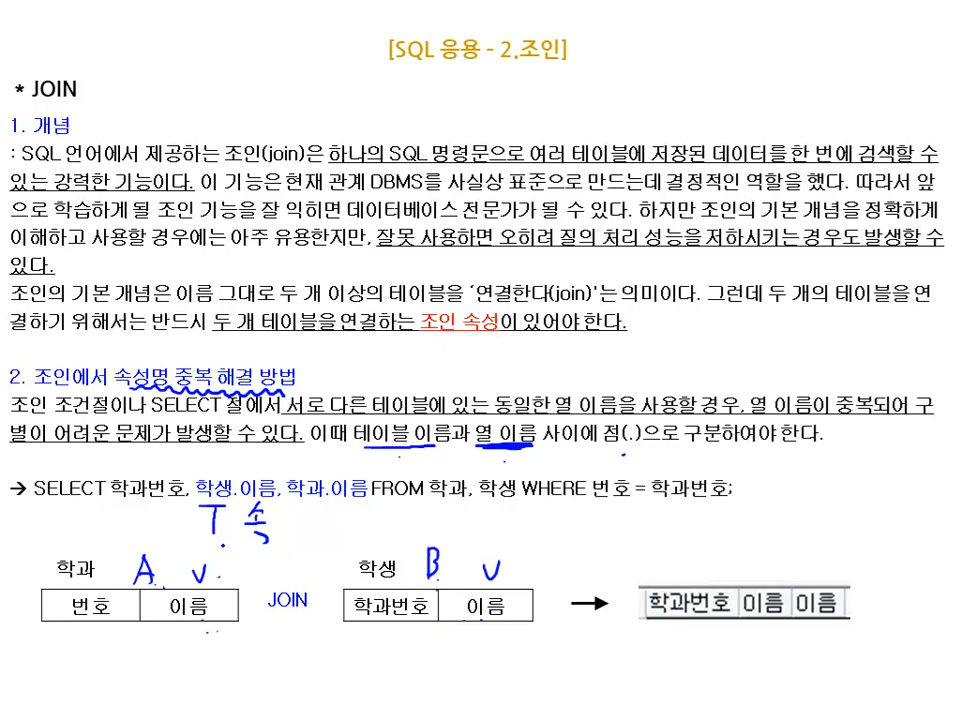 [SQL 응용 - 2.조인]
* JOIN
1. 개념
: SQL 언어에서 제공하는 조인(join)은 하나의 SQL 명령문으로 여러 테이블에 저장된 데이터를 한 번에 검색할 수
있는 강력한 기능이다. 이 기능은 현재 관계 DBMS를 사실상 표준으로 만드는데 결정적인 역할을 했다. 따라서 앞
으로 학습하게 될 조인 기능을 잘 익히면 데이터베이스 전문가가 될 수 있다. 하지만 조인의 기본 개념을 정확하게
이해하고 사용할 경우에는 아주 유용한지만, 잘못 사용하면 오히려 질의 처리 성능을 저하시키는 경우도 발생할 수
있다.
조인의 기본 개념은 이름 그대로 두 개 이상의 테이블을 ‘연결한다(join)'는 의미이다. 그런데 두 개의 테이블을 연
결하기 위해서는 반드시 두 개 테이블을 연결하는 조인 속성이 있어야 한다.
2. 조인에서 속성명 중복 해결 방법
조인 조건절이나 SELECT 절에서 서로 다른 테이블에 있는 동일한 열 이름을 사용할 경우, 열 이름이 중복되어 구
별이 어려운 문제가 발생할 수 있다. 이때 테이블 이름과 열 이름 사이에 점(.)으로 구분하여야 한다.
→ SELECT 학과번호, 학생.이름, 학과.이름 FROM 학과, 학생 WHERE 번호 = 학과번호;
T . 속
학과 A v 학생 B v
번호 이름 JOIN 학과번호 이름 → 학과번호 이름 이름